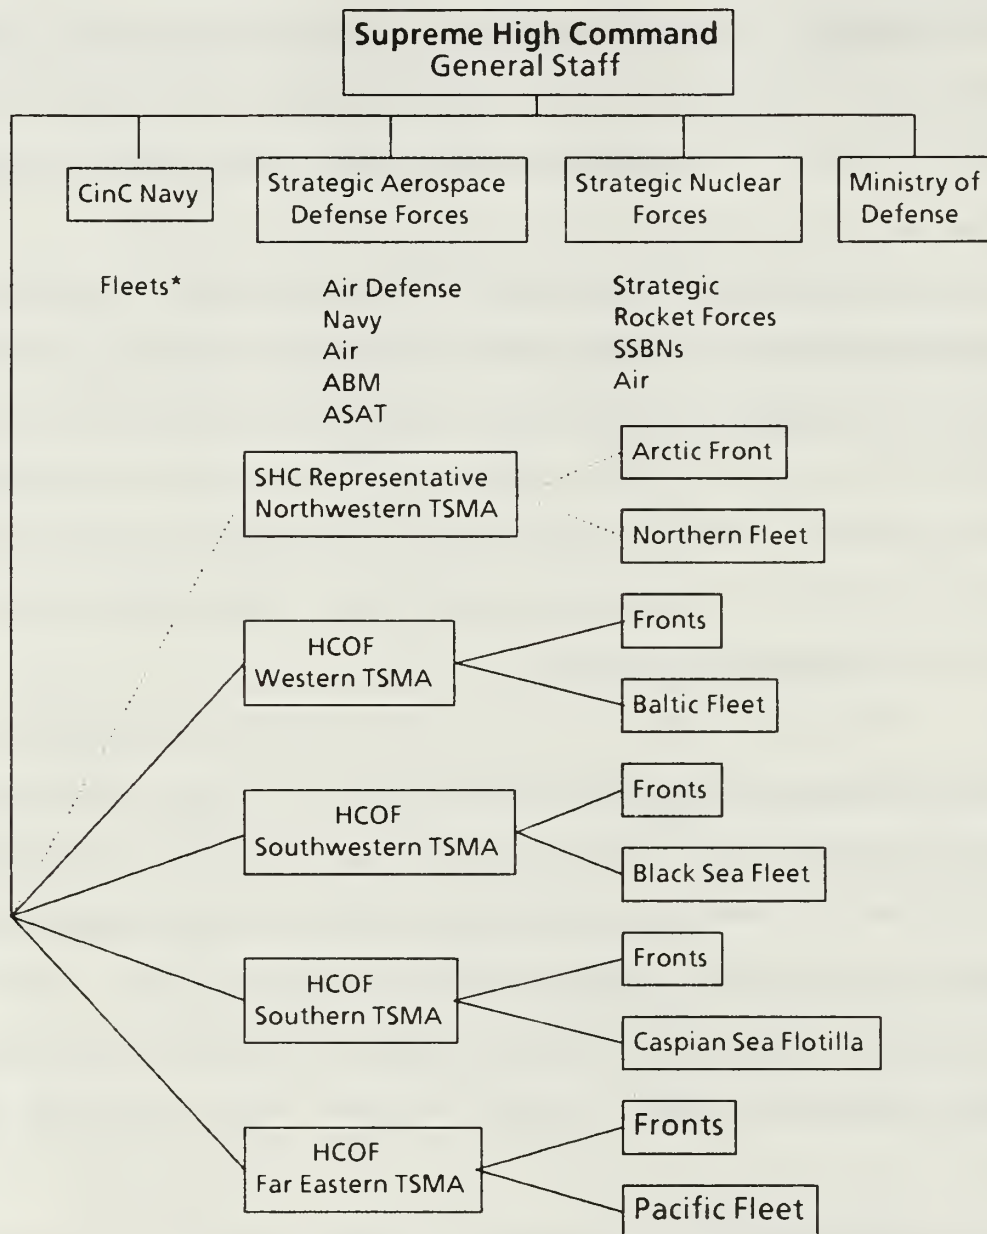 Supreme High Command
General Staff
CinC Navy
Strategic Aerospace
Defense Forces
Strategic Nuclear
Forces
Ministry of
Defense
Fleets*
Air Defense
Navy
Air
ABM
ASAT
Strategic
Rocket Forces
SSBNs
Air
SHC Representative
Northwestern TSMA
Arctic Front
Northern Fleet
HCOF
Western TSMA
Fronts
Baltic Fleet
HCOF
Southwestern TSMA
Fronts
Black Sea Fleet
HCOF
Southern TSMA
Fronts
Caspian Sea Flotilla
HCOF
Far Eastern TSMA
Fronts
Pacific Fleet